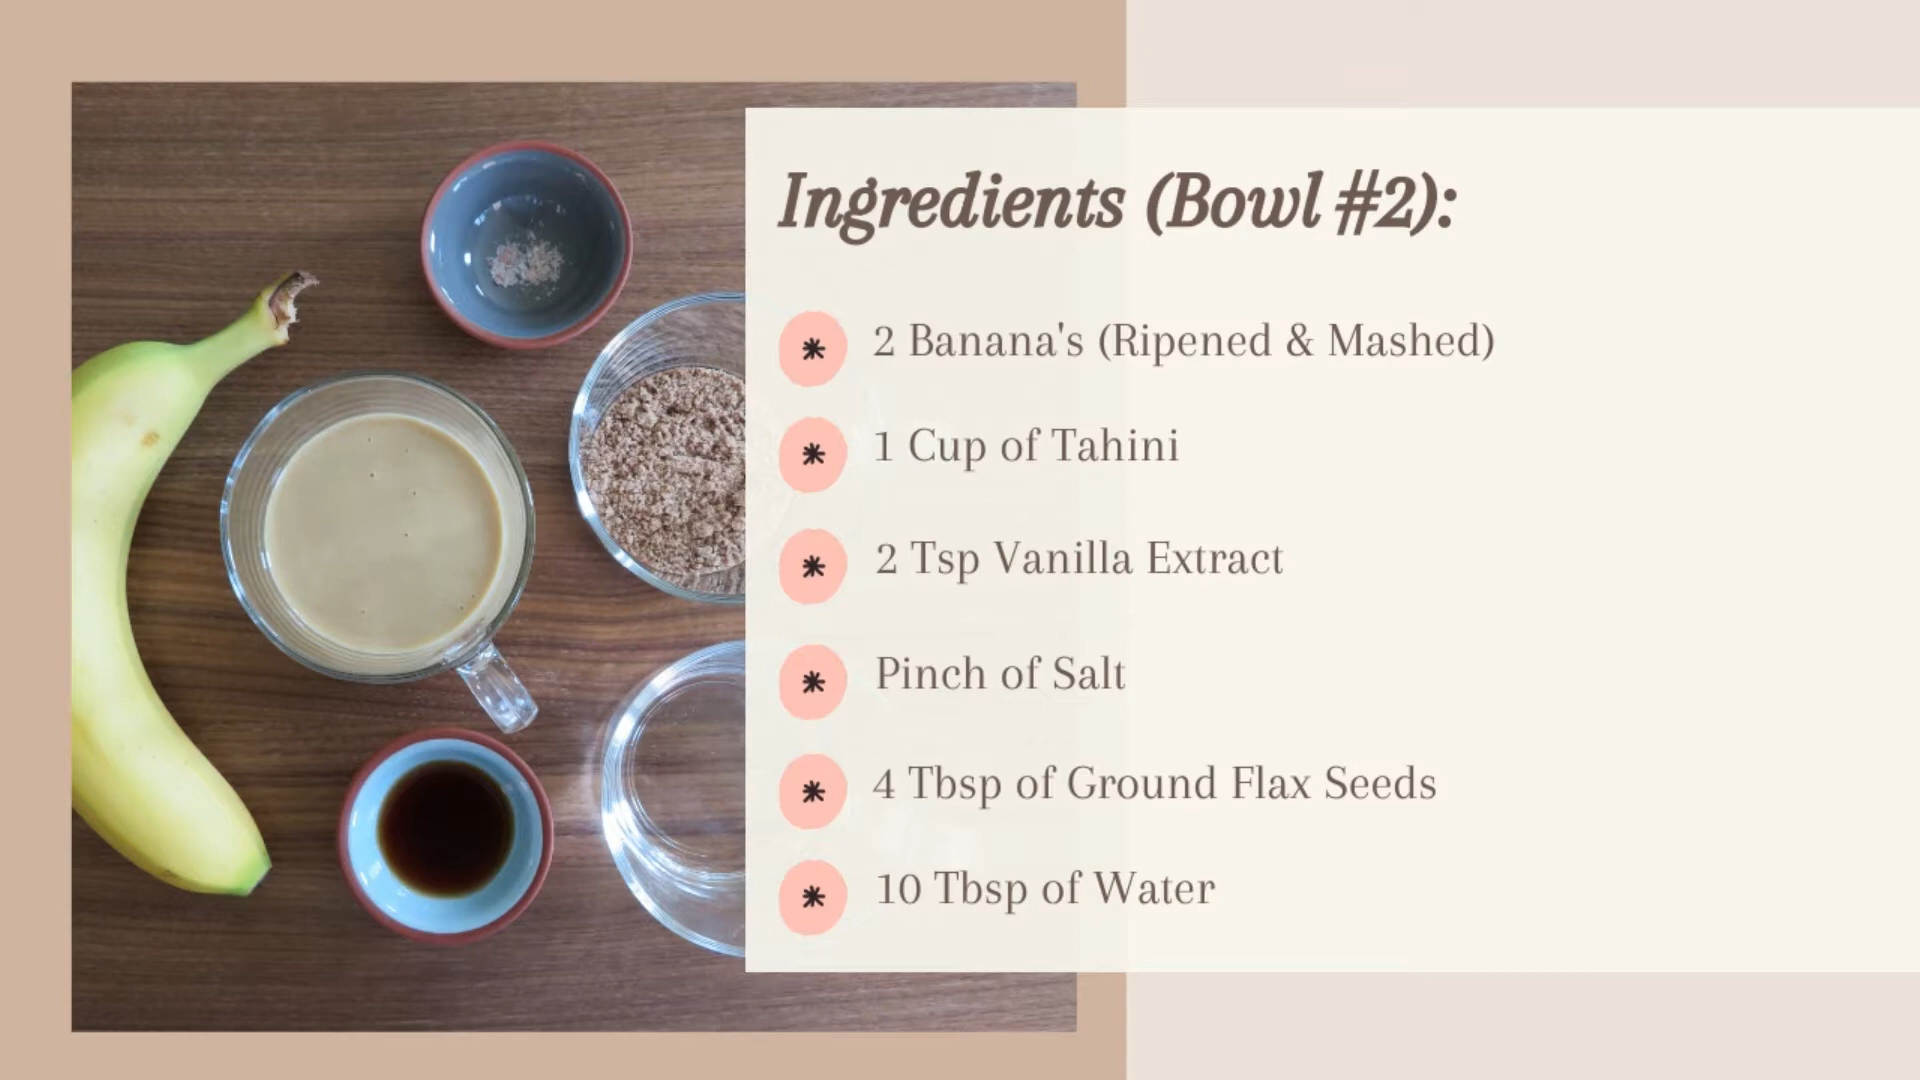 Ingredients (Bowl #2):
2 Banana's (Ripened & Mashed)
1 Cup of Tahini
2 Tsp Vanilla Extract
Pinch of Salt
4 Tbsp of Ground Flax Seeds
10 Tbsp of Water